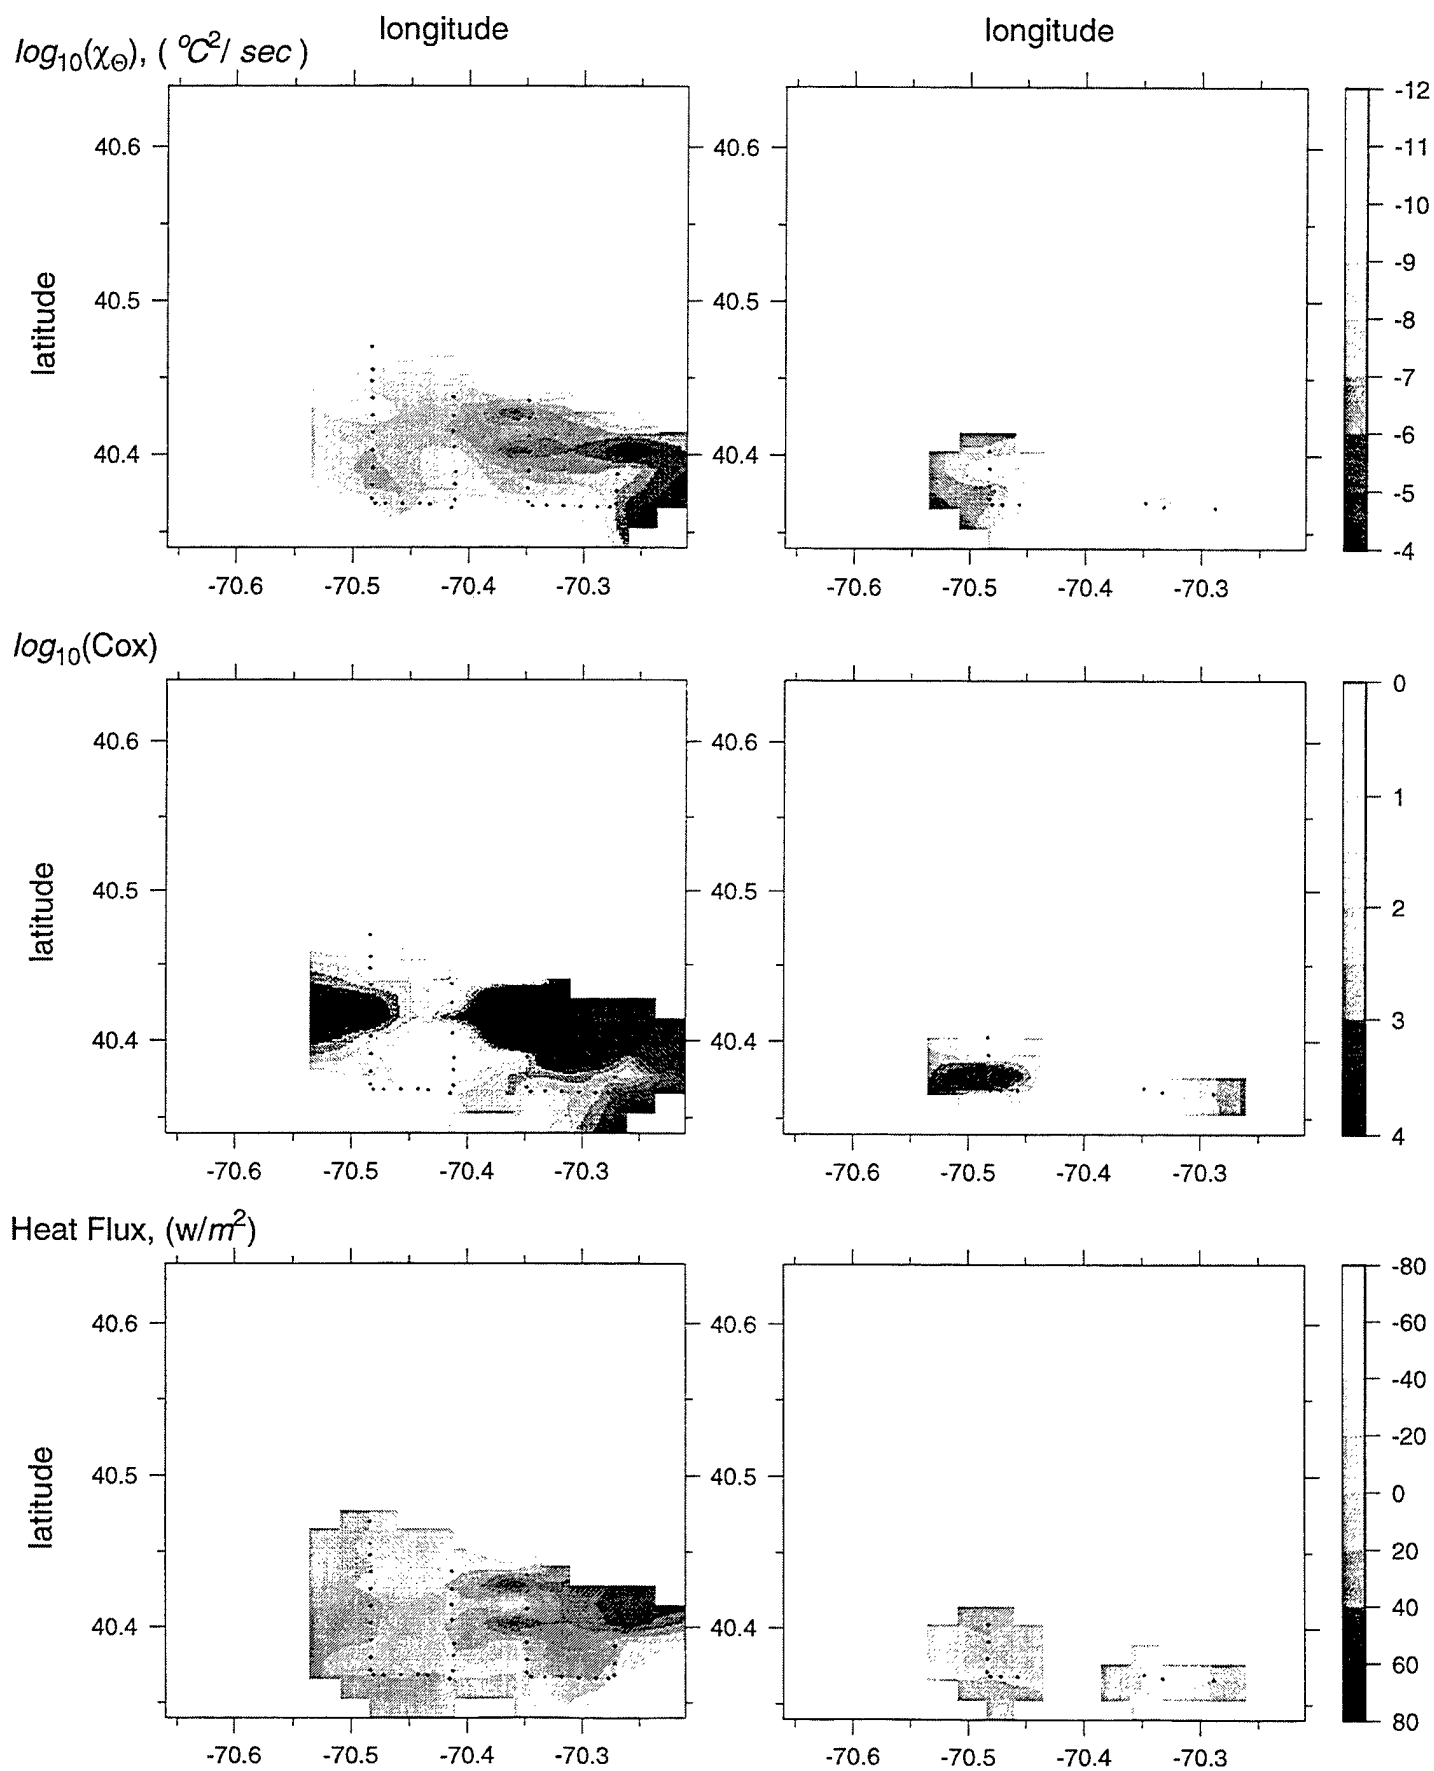 longitude longitude
log10(χΘ), ( °C2/ sec )
40.6 40.6 -12
-11
-10
latitude 40.5 40.5 -9
-8
-7
40.4 40.4 -6
-5
-4
-70.6 -70.5 -70.4 -70.3 -70.6 -70.5 -70.4 -70.3
log10(Cox)
40.6 40.6 0
1
latitude 40.5 40.5 2
40.4 40.4 3
4
-70.6 -70.5 -70.4 -70.3 -70.6 -70.5 -70.4 -70.3
Heat Flux, (w/m2)
40.6 40.6 -80
-60
-40
latitude 40.5 40.5 -20
0
20
40.4 40.4 40
60
80
-70.6 -70.5 -70.4 -70.3 -70.6 -70.5 -70.4 -70.3